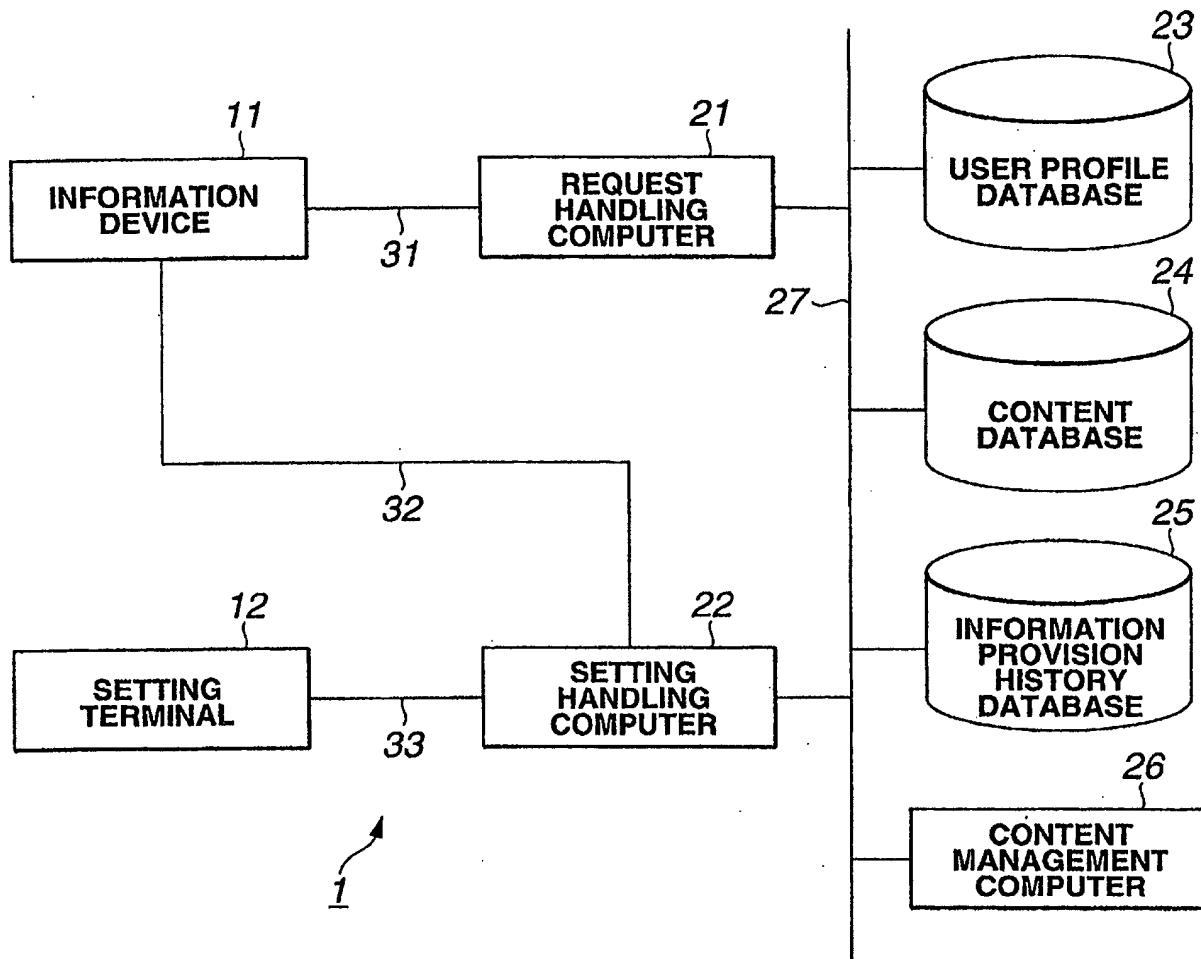 23
11
21
INFORMATION
DEVICE
REQUEST
HANDLING
COMPUTER
USER PROFILE
DATABASE
31
24
27
CONTENT
DATABASE
32
25
12
22
SETTING
TERMINAL
SETTING
HANDLING
COMPUTER
INFORMATION
PROVISION
HISTORY
DATABASE
33
26
1
CONTENT
MANAGEMENT
COMPUTER